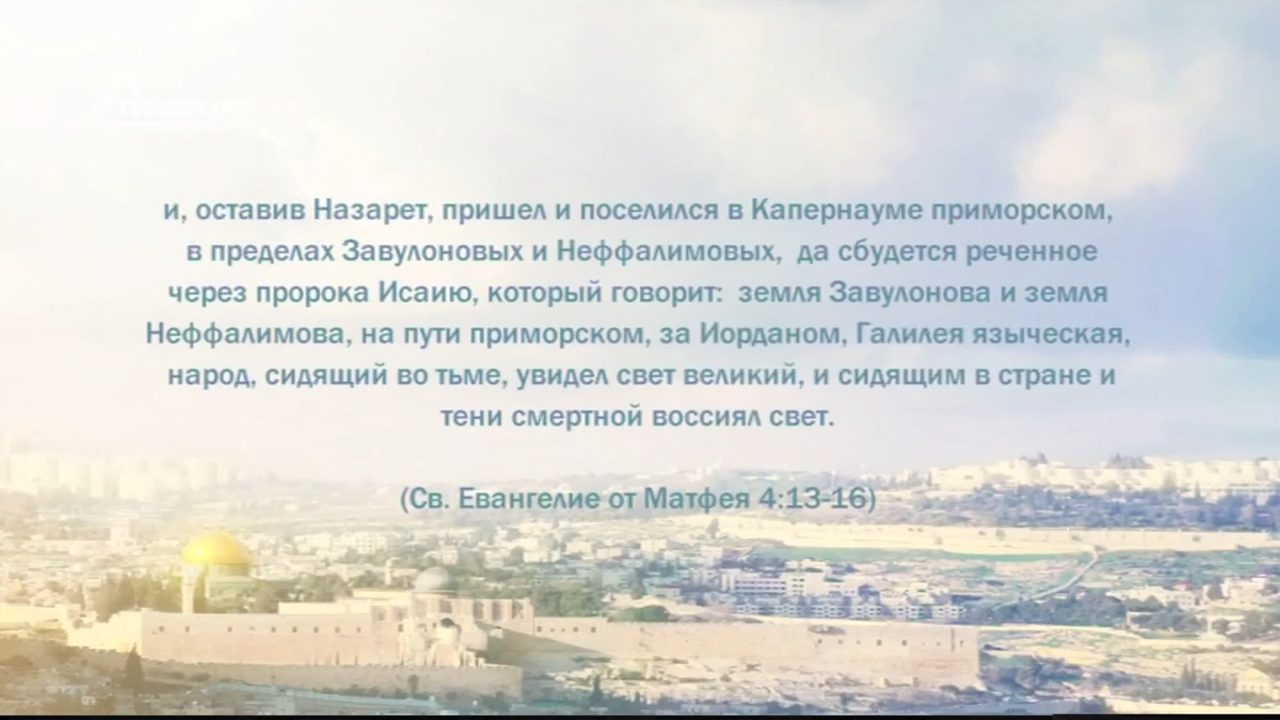 и, оставив Назарет, пришел и поселился в Капернауме приморском,
в пределах Завулоновых и Неффалимовых, да сбудется реченное
через пророка Исаию, который говорит: земля Завулонова и земля
Неффалимова, на пути приморском, за Иорданом, Галилея языческая,
народ, сидящий во тьме, увидел свет великий, и сидящим в стране и
тени смертной воссиял свет.
(Св. Евангелие от Матфея 4:13-16)